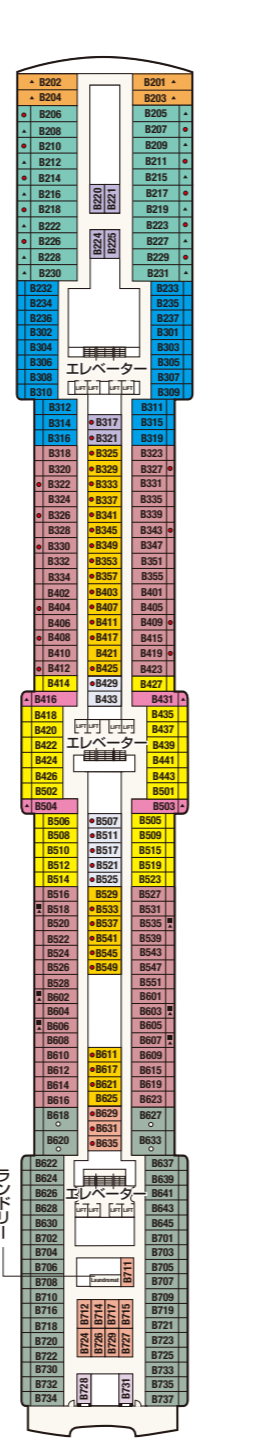 B202 B201
B204 B203
B206 B205
B208 B207
B210 B209
B212 B211
B214 B215
B216 B220 B221 B217
B218 B219
B222 B223
B226 B224 B225 B227
B228 B229
B230 B231
B232 B233
B234 B235
B236 B237
B302 B301
B304 B303
エレベーター
B306 B305
B308 B307
LIFT LIFT LIFT LIFT
B310 B309
B312 B311
B314 B317 B315
B316 B321 B319
B318 B325 B323
B320 B329 B327
B322 B333 B331
B324 B337 B335
B326 B341 B339
B328 B345 B343
B330 B349 B347
B332 B353 B351
B334 B357 B355
B402 B403 B401
B404 B407 B405
B406 B411 B409
B408 B417 B415
B410 B421 B419
B412 B425 B423
B414 B429 B427
B416 B433 B431
B418 B435
B420 LIFT LIFT LIFT LIFT B437
エレベーター
B422 B439
B424 B441
B426 B443
B502 B501
B504 B503
B506 B507 B505
B508 B511 B509
B510 B517 B515
B512 B521 B519
B514 B525 B523
B516 B529 B527
B518 B533 B531
B520 B537 B535
B522 B541 B539
B524 B545 B543
B526 B549 B547
B528 B551
B602 B601
B604 B603
B606 B605
B608 B607
B610 B611 B609
B612 B617 B615
B614 B621 B619
B616 B625 B623
B618 B629 B627
B631
B620 B635 B633
B622 B637
B624 B639
B626 エレベーター B641
B628 LIFT LIFT LIFT LIFT B643
B630 B645
B702 B701
B704 B703
B706 B711 B705
ランドリー
B708 Laundromat B707
B710 B709
B716 B712 B714 B717 B715 B719
B718 B721
B720 B724 B726 B729 B727 B723
B722 B725
B730 B733
B732 B728 B731 B735
B734 B737